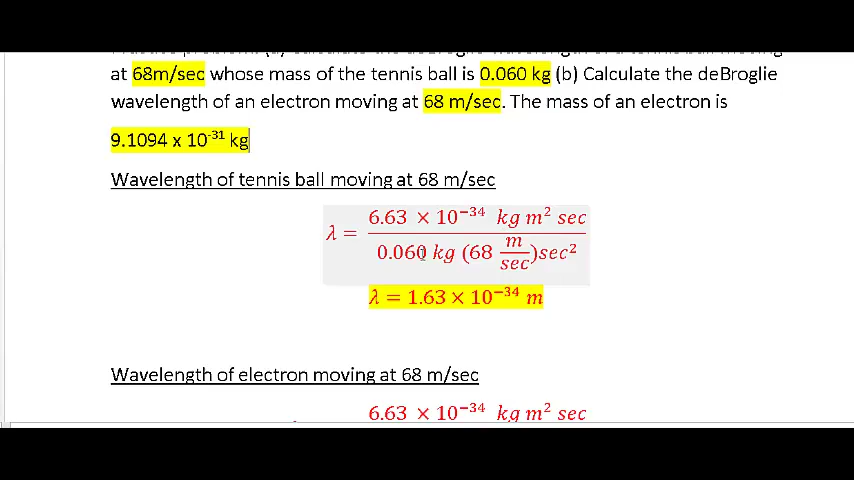 at 68m/sec whose mass of the tennis ball is 0.060 kg (b) Calculate the deBroglie
wavelength of an electron moving at 68 m/sec. The mass of an electron is
9.1094 x 10⁻³¹ kg
Wavelength of tennis ball moving at 68 m/sec
λ = (6.63 × 10⁻³⁴ kg m² sec) / (0.060 kg (68 m/sec)sec²)
λ = 1.63 × 10⁻³⁴ m
Wavelength of electron moving at 68 m/sec
6.63 × 10⁻³⁴ kg m² sec